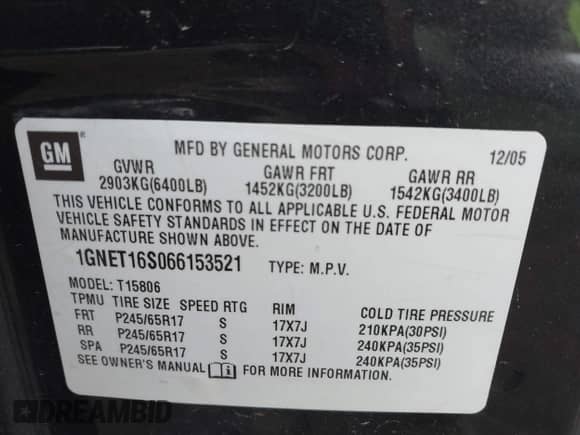 GM ® MFD BY GENERAL MOTORS CORP. 12/05
GVWR GAWR FRT GAWR RR
2903KG(6400LB) 1452KG(3200LB) 1542KG(3400LB)
THIS VEHICLE CONFORMS TO ALL APPLICABLE U.S. FEDERAL MOTOR
VEHICLE SAFETY STANDARDS IN EFFECT ON THE DATE OF
MANUFACTURE SHOWN ABOVE.
1GNET16S066153521 TYPE: M.P.V.
MODEL: T15806
TPMU TIRE SIZE SPEED RTG RIM COLD TIRE PRESSURE
FRT P245/65R17 S 17X7J 210KPA(30PSI)
RR P245/65R17 S 17X7J 240KPA(35PSI)
SPA P245/65R17 S 17X7J 240KPA(35PSI)
SEE OWNER'S MANUAL FOR MORE INFORMATION.
DREAMBID